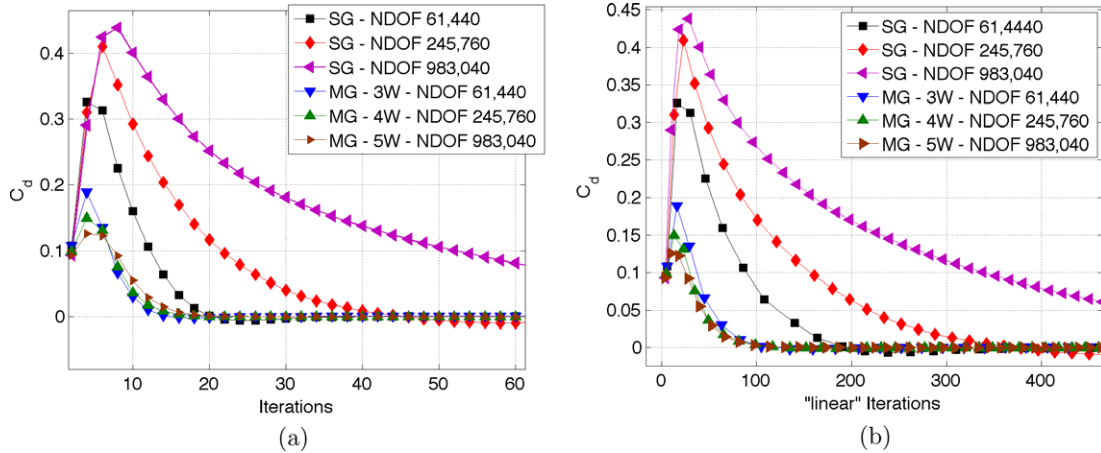 SG - NDOF 61,440
SG - NDOF 245,760
SG - NDOF 983,040
MG - 3W - NDOF 61,440
MG - 4W - NDOF 245,760
MG - 5W - NDOF 983,040
0.4
0.3
0.2
0.1
0
C_d
10 20 30 40 50 60
Iterations
(a)
SG - NDOF 61,4440
SG - NDOF 245,760
SG - NDOF 983,040
MG - 3W - NDOF 61,440
MG - 4W - NDOF 245,760
MG - 5W - NDOF 983,040
0.45
0.4
0.35
0.3
0.25
0.2
0.15
0.1
0.05
0
C_d
0 100 200 300 400
"linear" Iterations
(b)